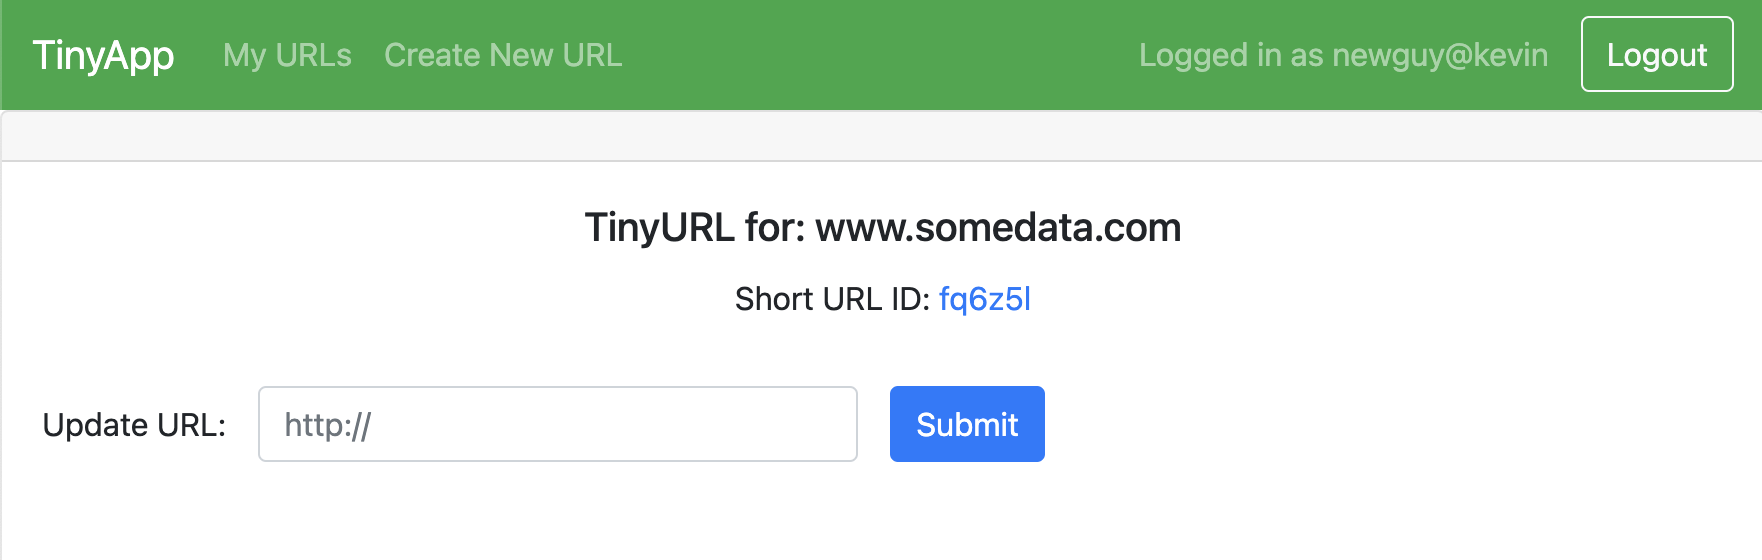 TinyApp My URLs Create New URL Logged in as newguy@kevin Logout
TinyURL for: www.somedata.com
Short URL ID: fq6z5l
Update URL: http:// Submit